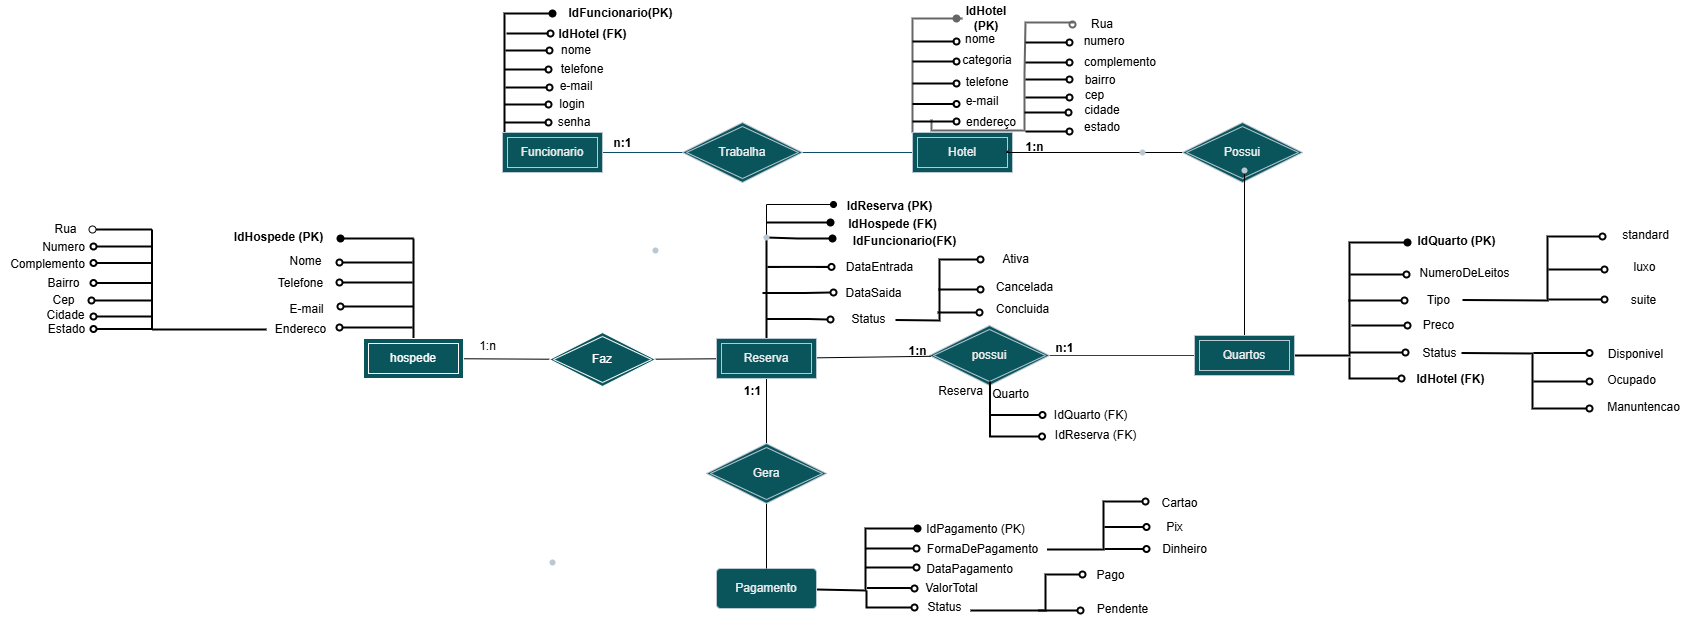 IdFuncionario(PK)
IdHotel (FK)
nome
telefone
e-mail
login
senha
Funcionario
n:1
Trabalha
IdHotel
(PK)
nome
categoria
telefone
e-mail
endereço
Rua
numero
complemento
bairro
cep
cidade
estado
Hotel
1:n
Possui
Rua
Numero
Complemento
Bairro
Cep
Cidade
Estado
IdHospede (PK)
Nome
Telefone
E-mail
Endereco
hospede
1:n
Faz
IdReserva (PK)
IdHospede (FK)
IdFuncionario(FK)
DataEntrada
DataSaida
Status
Ativa
Cancelada
Concluida
Reserva
1:n
possui
n:1
Reserva
Quarto
IdQuarto (FK)
IdReserva (FK)
IdQuarto (PK)
NumeroDeLeitos
Tipo
Preco
Status
IdHotel (FK)
standard
luxo
suite
Disponivel
Ocupado
Manuntencao
Quartos
1:1
Gera
Pagamento
IdPagamento (PK)
FormaDePagamento
DataPagamento
ValorTotal
Status
Cartao
Pix
Dinheiro
Pago
Pendente